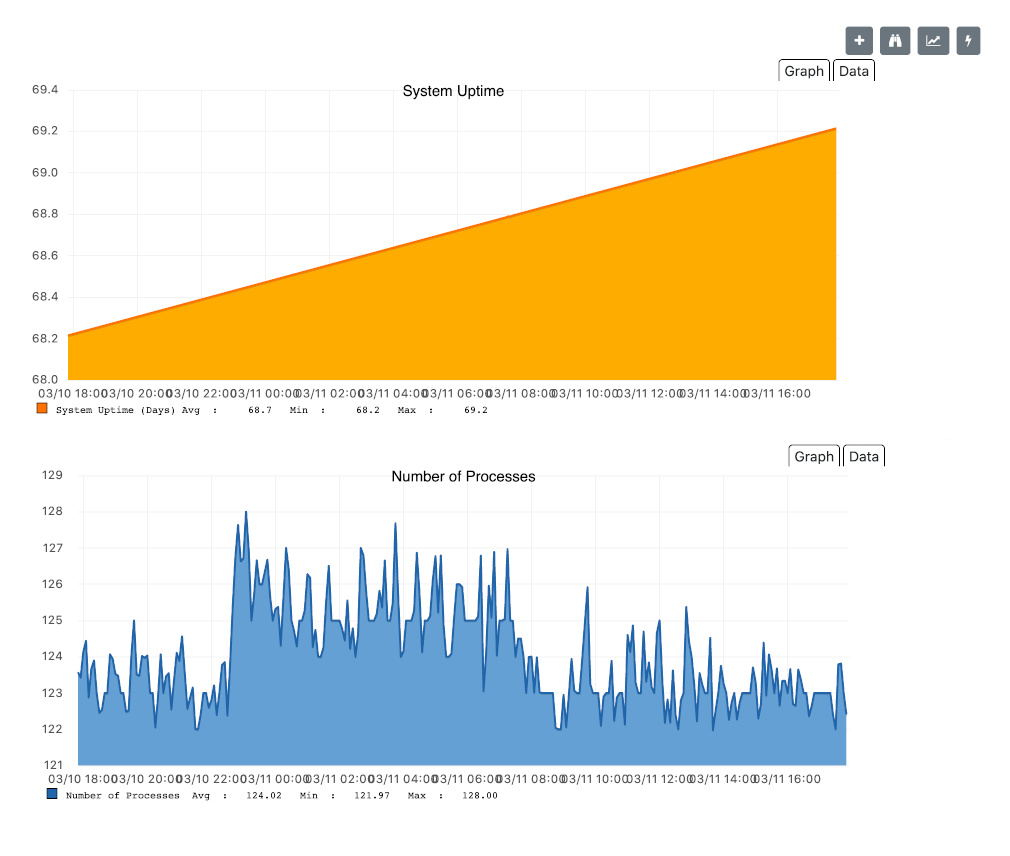 Graph Data
System Uptime
69.4
69.2
69.0
68.8
68.6
68.4
68.2
68.0
03/10 18:00 03/10 20:00 03/10 22:00 03/11 00:00 03/11 02:00 03/11 04:00 03/11 06:00 03/11 08:00 03/11 10:00 03/11 12:00 03/11 14:00 03/11 16:00
System Uptime (Days) Avg : 68.7 Min : 68.2 Max : 69.2
Graph Data
Number of Processes
129
128
127
126
125
124
123
122
121
03/10 18:00 03/10 20:00 03/10 22:00 03/11 00:00 03/11 02:00 03/11 04:00 03/11 06:00 03/11 08:00 03/11 10:00 03/11 12:00 03/11 14:00 03/11 16:00
Number of Processes Avg : 124.02 Min : 121.97 Max : 128.00